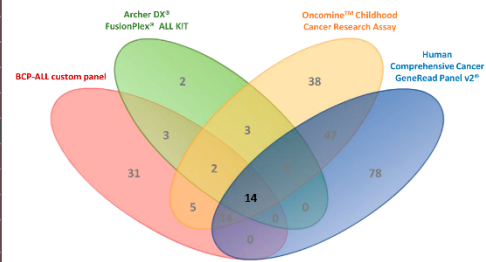 Archer DX®
FusionPlex® ALL KIT
Oncomine™ Childhood
Cancer Research Assay
Human
Comprehensive Cancer
GeneRead Panel v2®
BCP-ALL custom panel
2
38
3
3
47
31
2
78
14
5
0
0
0